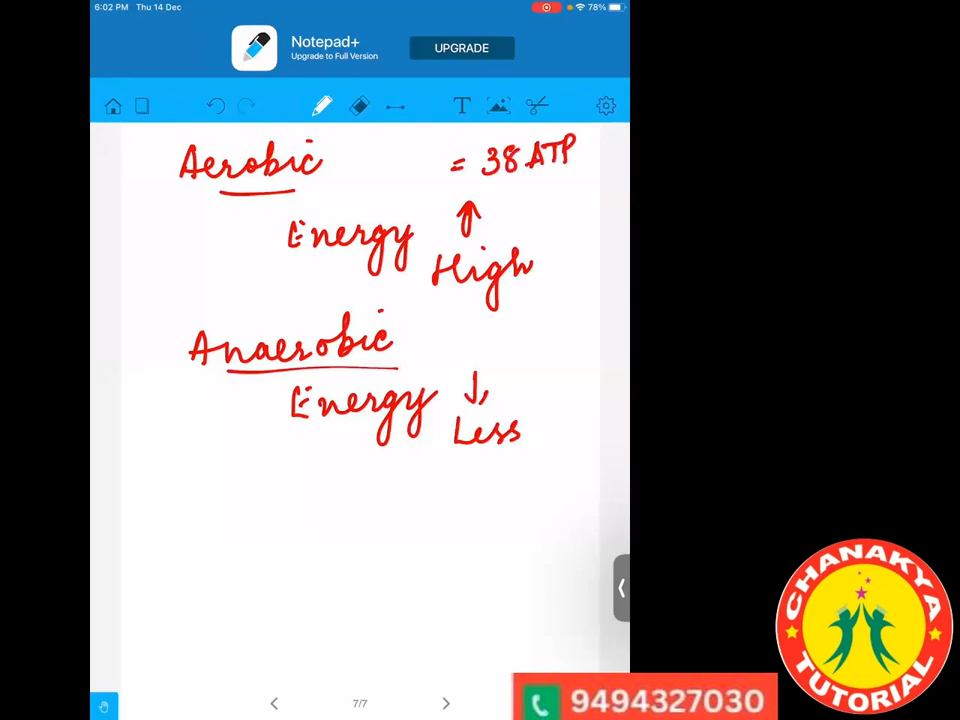 6:02 PM Thu 14 Dec
78%
Notepad+
Upgrade to Full Version
UPGRADE
T
Aerobic = 38 ATP
Energy ↑
High
Anaerobic
Energy ↓
Less
7/7
CHANAKYA
TUTORIAL
9494327030